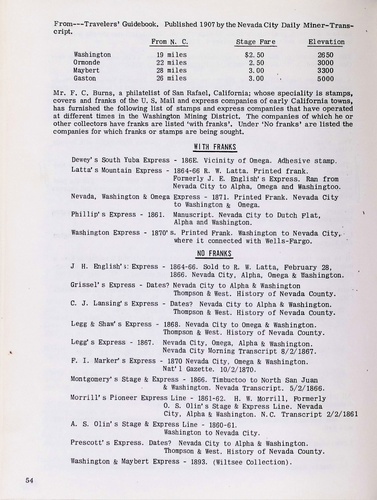 From---Travelers' Guidebook. Published 1907 by the Nevada City Daily Miner-Trans-
cript.
From N. C. Stage Fare Elevation
Washington 19 miles $2.50 2650
Ormonde 22 miles 2.50 3000
Maybert 28 miles 3.00 3300
Gaston 26 miles 3.00 5000
Mr. F. C. Burns, a philatelist of San Rafael, California; whose speciality is stamps,
covers and franks of the U. S. Mail and express companies of early California towns,
has furnished the following list of stamps and express companies that have operated
at different times in the Washington Mining District. The companies of which he or
other collectors have franks are listed 'with franks'. Under 'No franks' are listed the
companies for which franks or stamps are being sought.
WITH FRANKS
Dewey's South Yuba Express - 186E. Vicinity of Omega. Adhesive stamp.
Latta's Mountain Express - 1864-66 R. W. Latta. Printed frank.
Formerly J. E. English's Express. Ran from
Nevada City to Alpha, Omega and Washington.
Nevada, Washington & Omega Express - 1871. Printed Frank. Nevada City
to Washington & Omega.
Phillip's Express - 1861. Manuscript. Nevada City to Dutch Flat,
Alpha and Washington.
Washington Express - 1870's. Printed Frank. Washington to Nevada City,
where it connected with Wells-Fargo.
NO FRANKS
J H. English's Express - 1864-66. Sold to R. W. Latta, February 28,
1866. Nevada City, Alpha, Omega & Washington.
Grissel's Express - Dates? Nevada City to Alpha & Washington
Thompson & West. History of Nevada County.
C. J. Lansing's Express - Dates? Nevada City to Alpha & Washington.
Thompson & West. History of Nevada County.
Legg & Shaw's Express - 1868. Nevada City to Omega & Washington.
Thompson & West. History of Nevada County.
Legg's Express - 1867. Nevada City, Omega, Alpha & Washington.
Nevada City Morning Transcript 8/2/1867.
F. I. Marker's Express - 1870 Nevada City, Omega & Washington.
Nat'l Gazette. 10/2/1870.
Montgomery's Stage & Express - 1866. Timbuctoo to North San Juan
& Washington. Nevada Transcript. 5/2/1866.
Morrill's Pioneer Express Line - 1861-62. H. W. Morrill, Formerly
O. S. Olin's Stage & Express Line. Nevada
City, Alpha & Washington. N.C. Transcript 2/2/1861
A. S. Olin's Stage & Express Line - 1860-61.
Washington to Nevada City.
Prescott's Express. Dates? Nevada City to Alpha & Washington.
Thompson & West. History of Nevada County.
Washington & Maybert Express - 1893. (Wiltsee Collection).
54